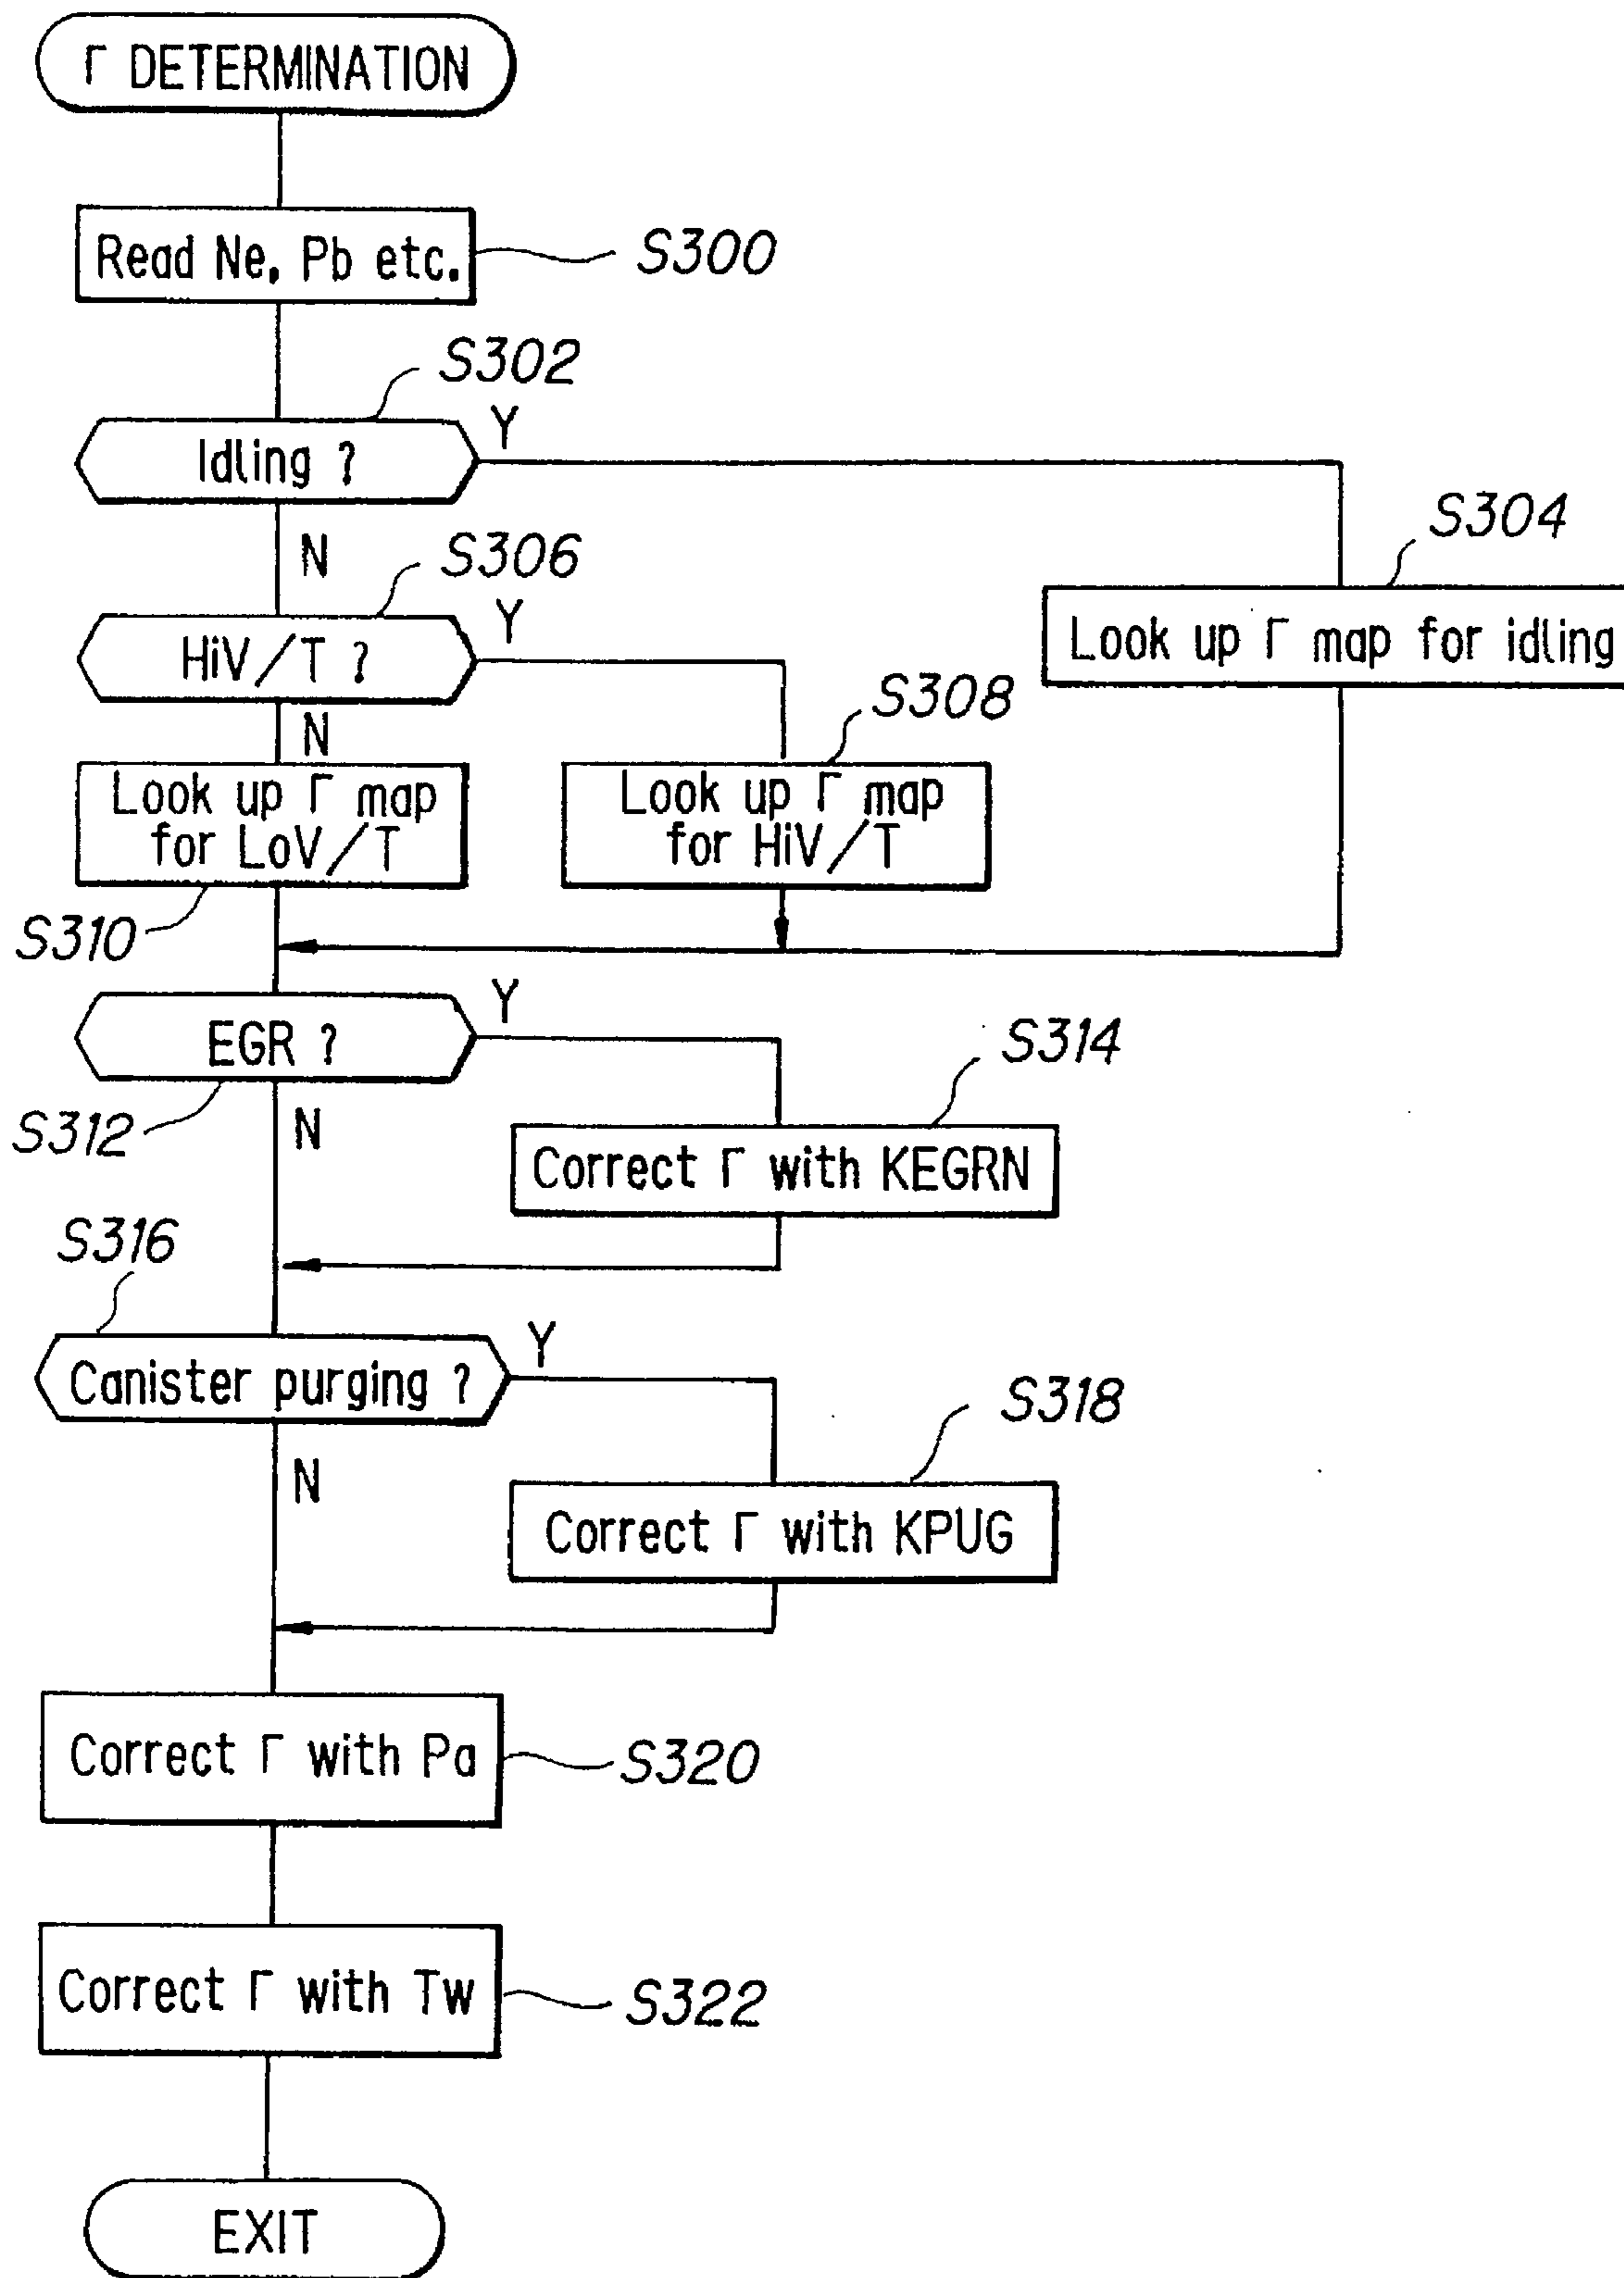 Γ DETERMINATION
Read Ne, Pb etc.
S300
S302
Idling ?
Y
N
S304
Look up Γ map for idling
S306
HiV/T ?
Y
N
S308
Look up Γ map
for LoV/T
Look up Γ map
for HiV/T
S310
EGR ?
Y
S312
N
S314
Correct Γ with KEGRN
S316
Canister purging ?
Y
N
S318
Correct Γ with KPUG
Correct Γ with Pa
S320
Correct Γ with Tw
S322
EXIT